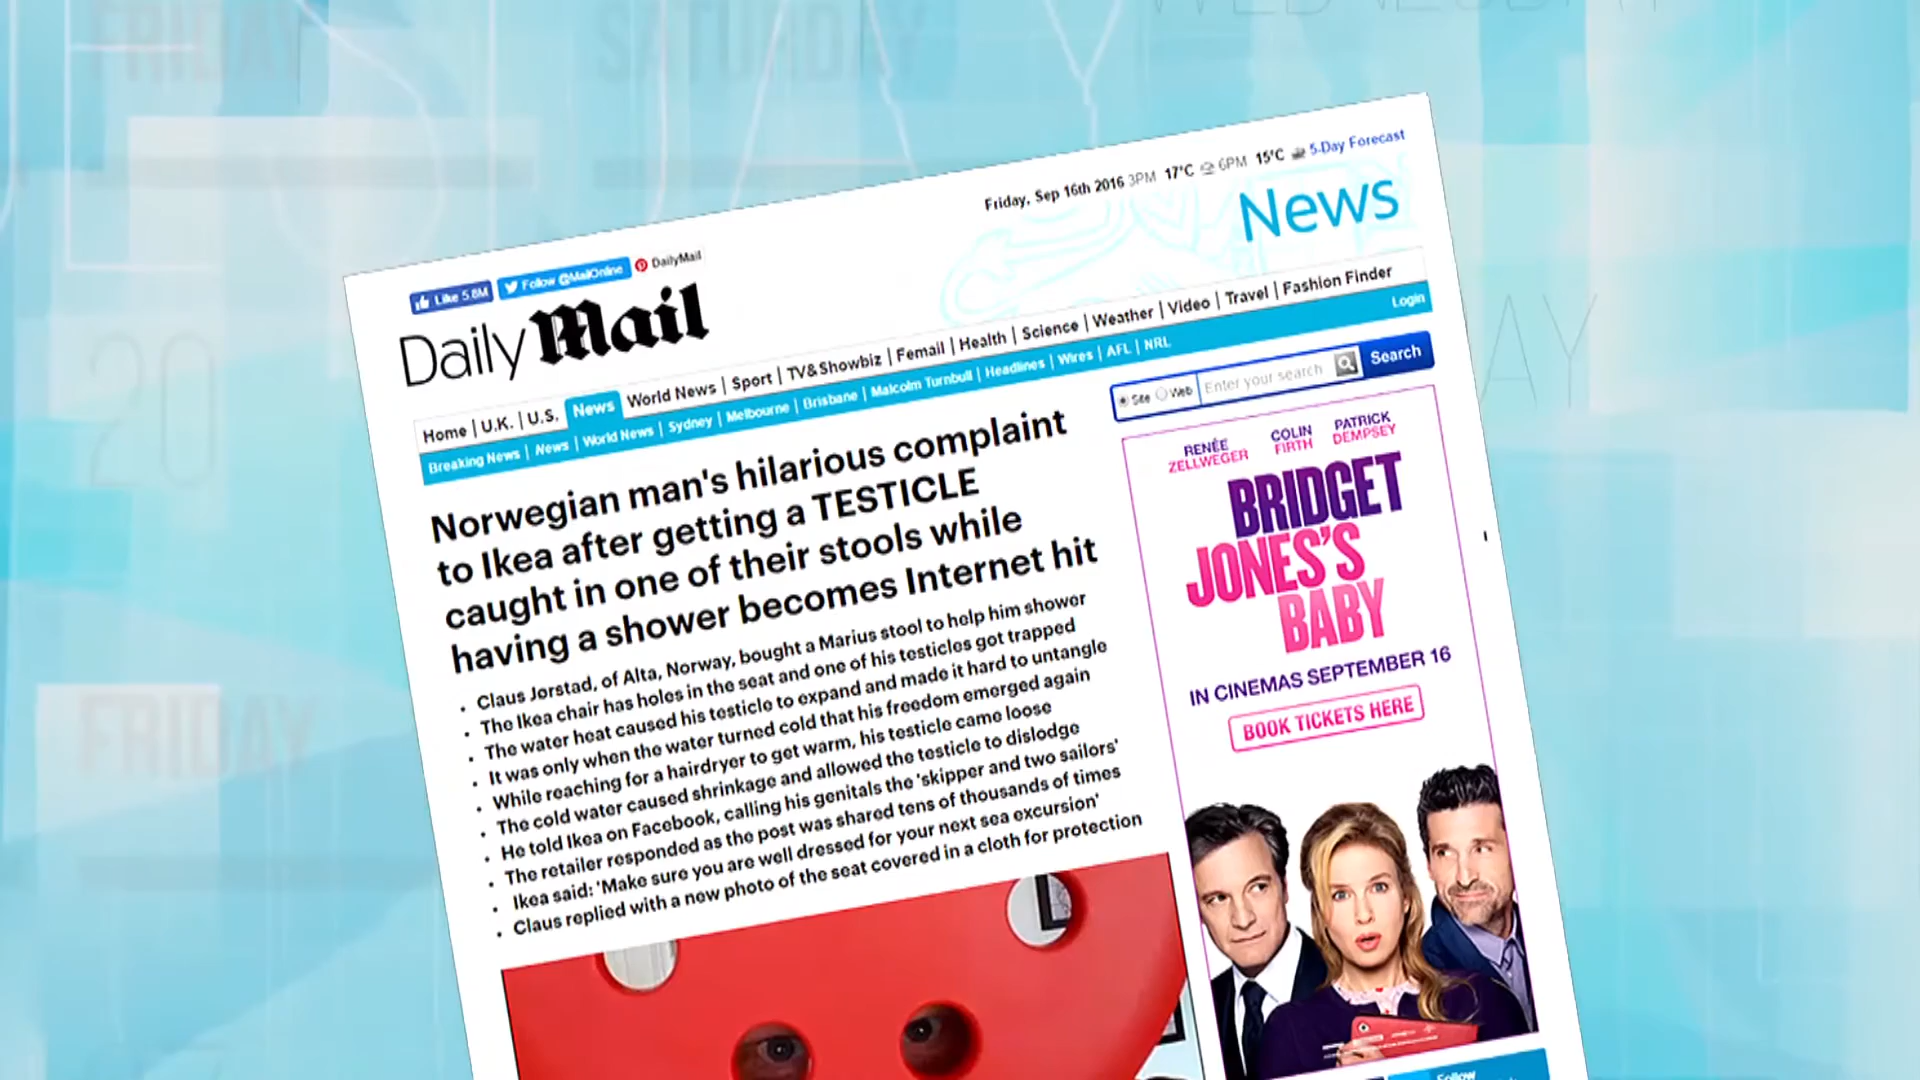 FRIDAY
SATURDAY
WEDNESDAY
20
FRIDAY
Friday, Sep 16th 2016 3PM 17°C 6PM 15°C 5-Day Forecast
News
Like 5.8M Follow @MailOnline DailyMail
Daily Mail
Home | U.K. | U.S. News World News | Sport | TV&Showbiz | Femail | Health | Science | Weather | Video | Travel | Fashion Finder
Breaking News | News | World News | Sydney | Melbourne | Brisbane | Malcolm Turnbull | Headlines | Wires | AFL | NRL Login
Site Web Enter your search Search
Norwegian man's hilarious complaint
to Ikea after getting a TESTICLE
caught in one of their stools while
having a shower becomes Internet hit
• Claus Jørstad, of Alta, Norway, bought a Marius stool to help him shower
• The Ikea chair has holes in the seat and one of his testicles got trapped
• The water heat caused his testicle to expand and made it hard to untangle
• It was only when the water turned cold that his freedom emerged again
• While reaching for a hairdryer to get warm, his testicle came loose
• The cold water caused shrinkage and allowed the testicle to dislodge
• He told Ikea on Facebook, calling his genitals the 'skipper and two sailors'
• The retailer responded as the post was shared tens of thousands of times
• Ikea said: 'Make sure you are well dressed for your next sea excursion'
• Claus replied with a new photo of the seat covered in a cloth for protection
RENÉE ZELLWEGER
COLIN FIRTH
PATRICK DEMPSEY
BRIDGET
JONES'S
BABY
IN CINEMAS SEPTEMBER 16
BOOK TICKETS HERE
Follow